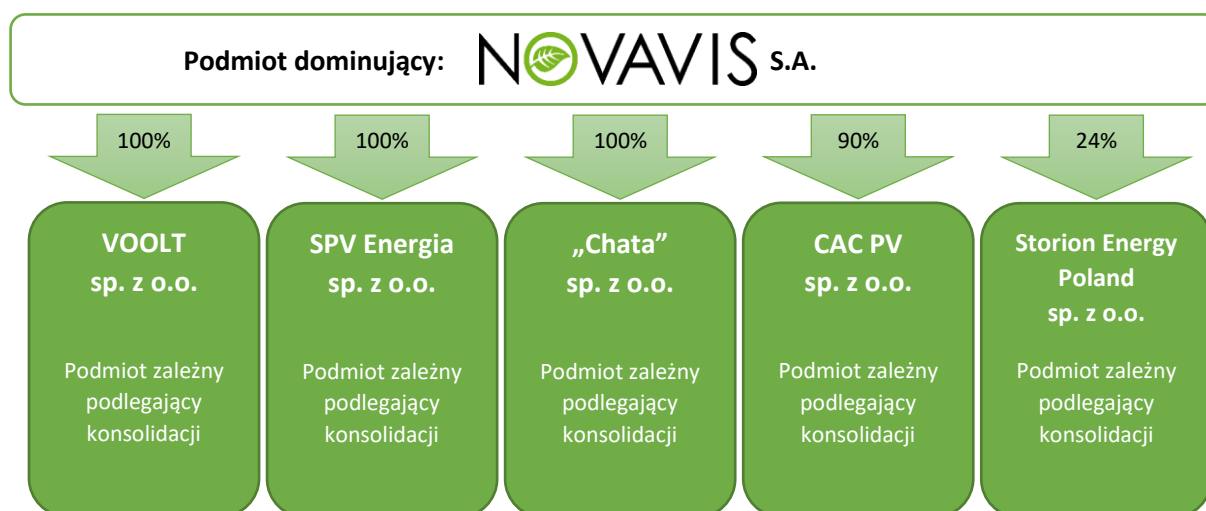 Podmiot dominujący: NOVAVIS S.A.
100%
100%
100%
90%
24%
VOOLT
sp. z o.o.
Podmiot zależny
podlegający
konsolidacji
SPV Energia
sp. z o.o.
Podmiot zależny
podlegający
konsolidacji
„Chata”
sp. z o.o.
Podmiot zależny
podlegający
konsolidacji
CAC PV
sp. z o.o.
Podmiot zależny
podlegający
konsolidacji
Storion Energy
Poland
sp. z o.o.
Podmiot zależny
podlegający
konsolidacji